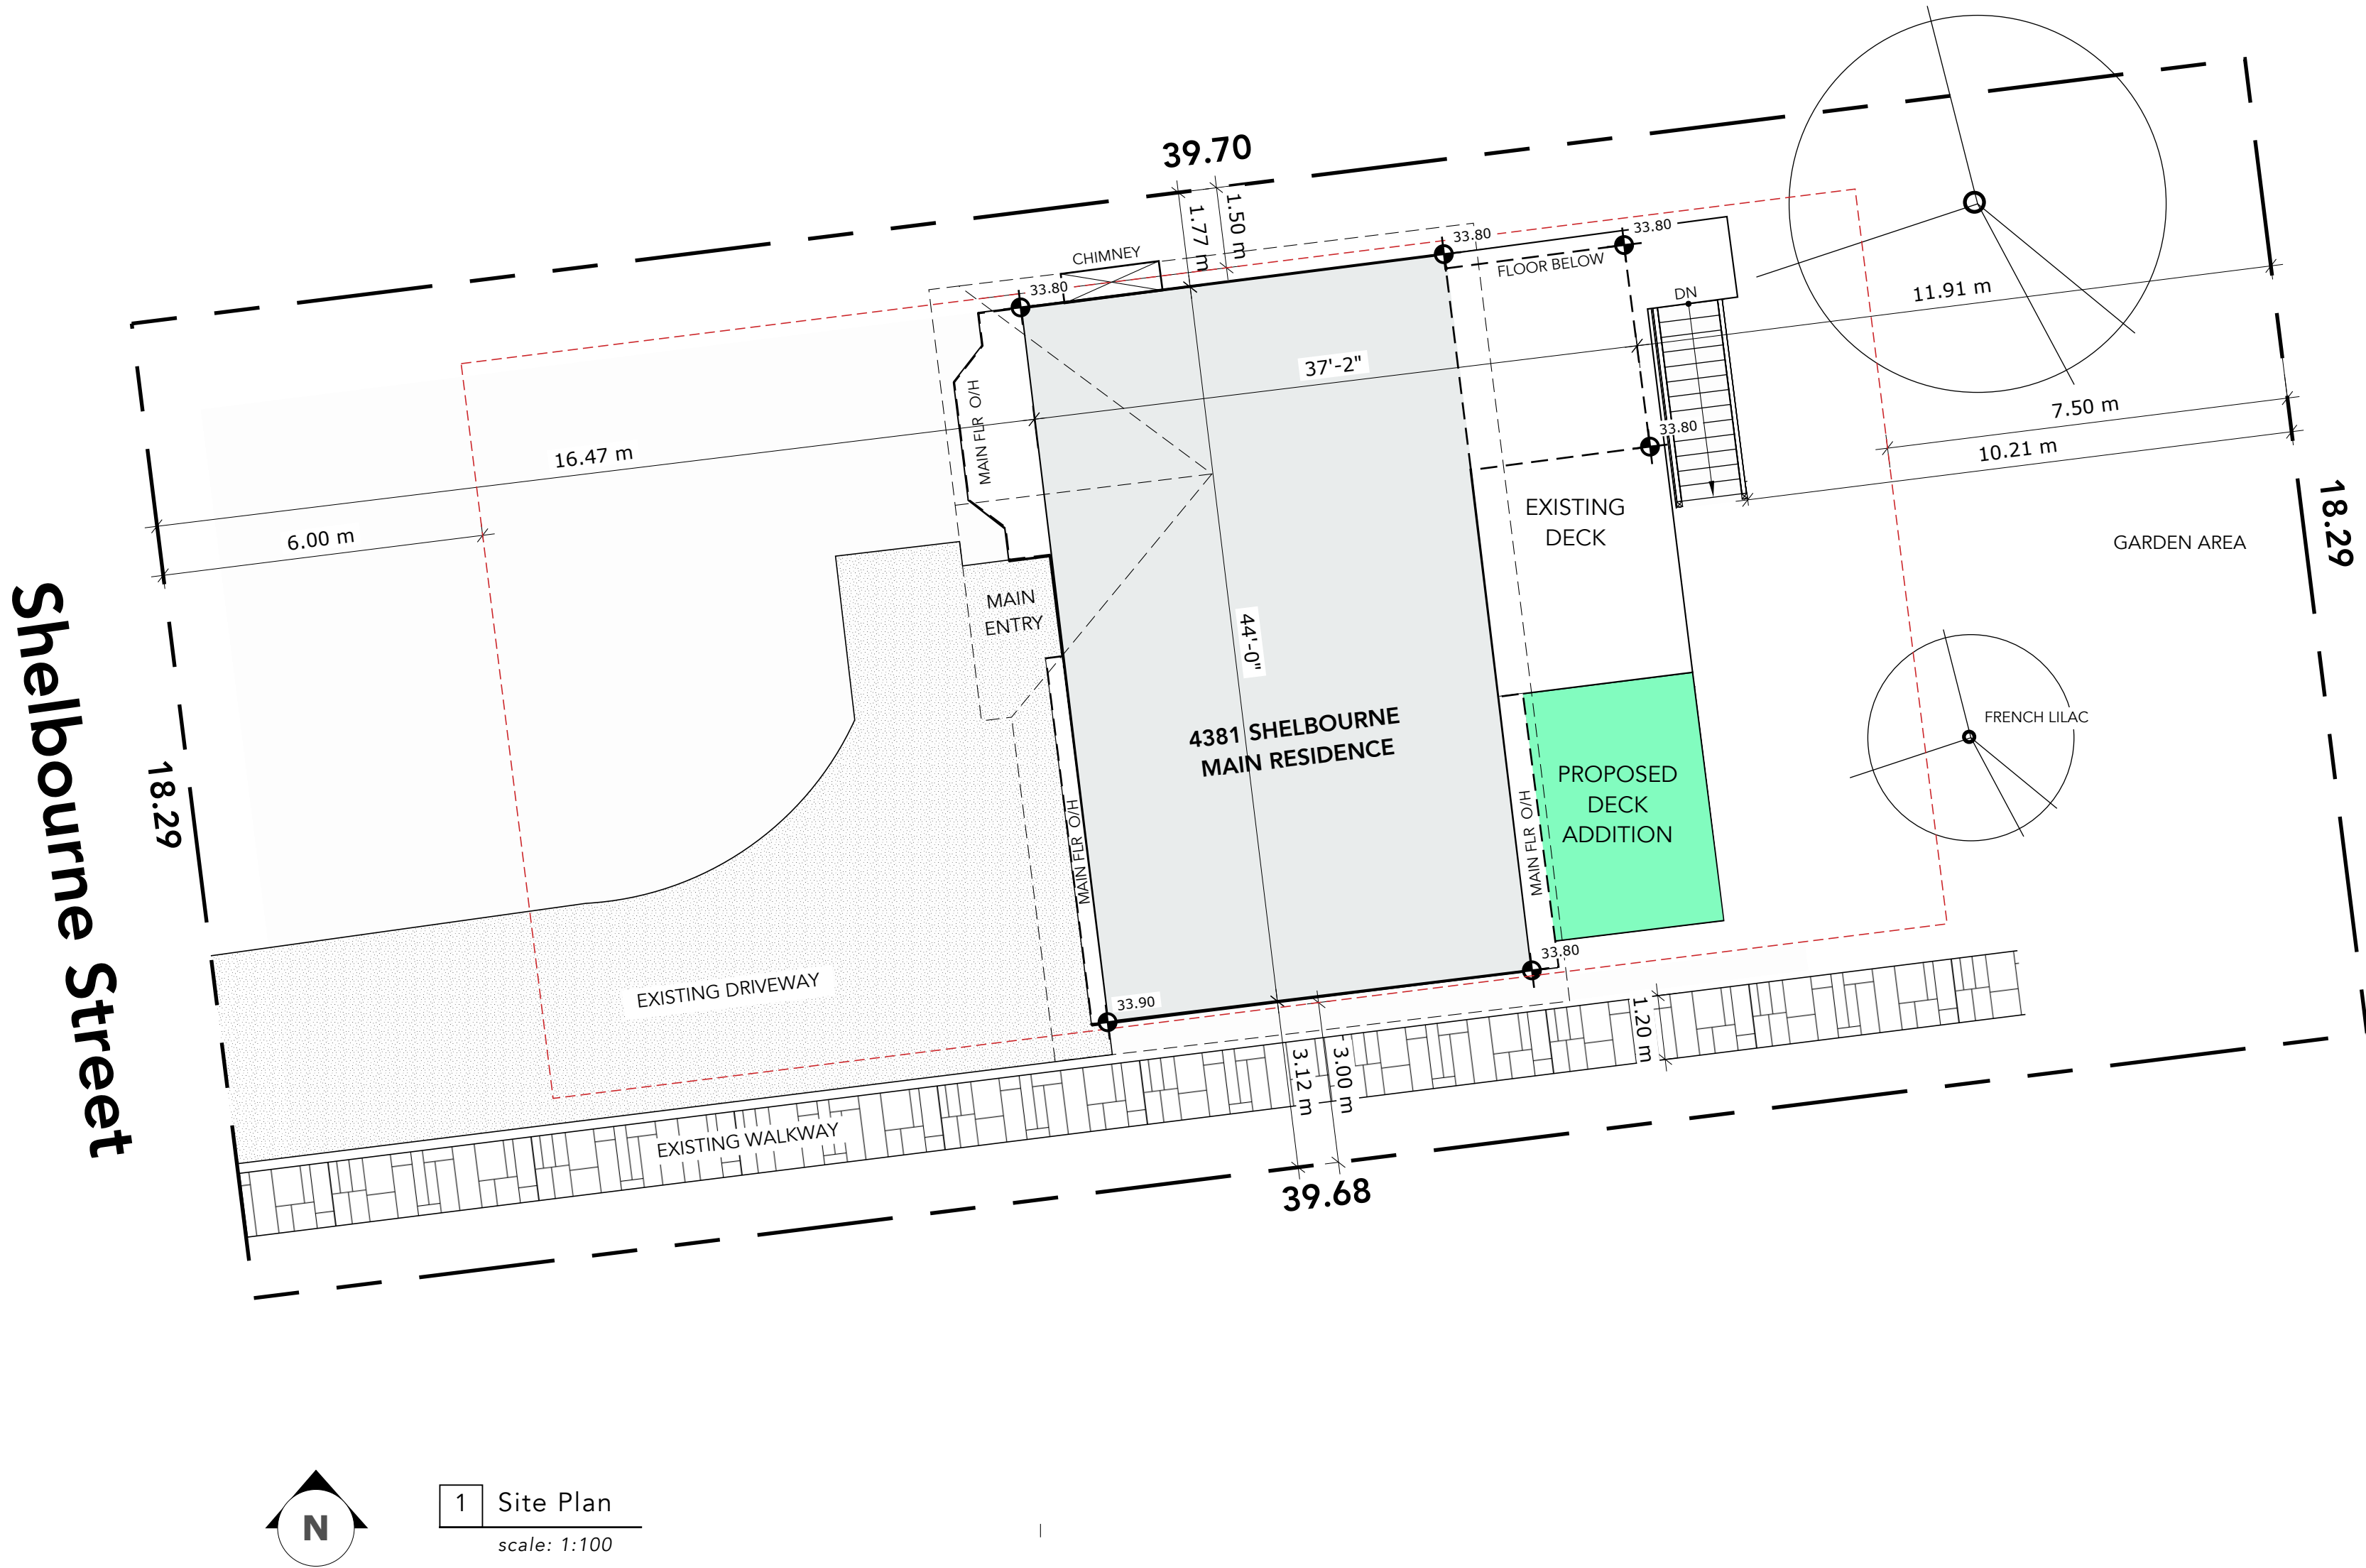 39.70
1.77 m
1.50 m
CHIMNEY
33.80
33.80
33.80
FLOOR BELOW
DN
11.91 m
37'-2"
MAIN FLR O/H
33.80
7.50 m
10.21 m
16.47 m
6.00 m
18.29
EXISTING
DECK
GARDEN AREA
MAIN
ENTRY
44'-0"
Shelbourne Street
18.29
4381 SHELBOURNE
MAIN RESIDENCE
FRENCH LILAC
PROPOSED
DECK
ADDITION
MAIN FLR O/H
MAIN FLR O/H
33.80
EXISTING DRIVEWAY
33.90
1.20 m
3.12 m
3.00 m
EXISTING WALKWAY
39.68
N
1
Site Plan
scale: 1:100